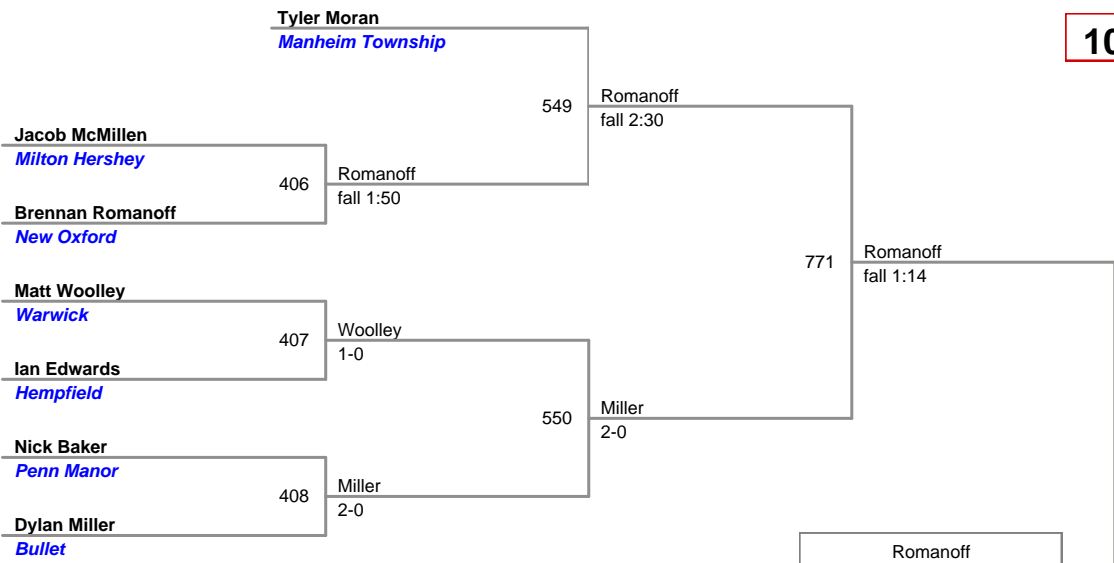 Tyler Moran
Manheim Township
10
549
Romanoff
fall 2:30
Jacob McMillen
Milton Hershey
406
Romanoff
fall 1:50
Brennan Romanoff
New Oxford
771
Romanoff
fall 1:14
Matt Woolley
Warwick
407
Woolley
1-0
Ian Edwards
Hempfield
550
Miller
2-0
Nick Baker
Penn Manor
408
Miller
2-0
Dylan Miller
Bullet
Romanoff